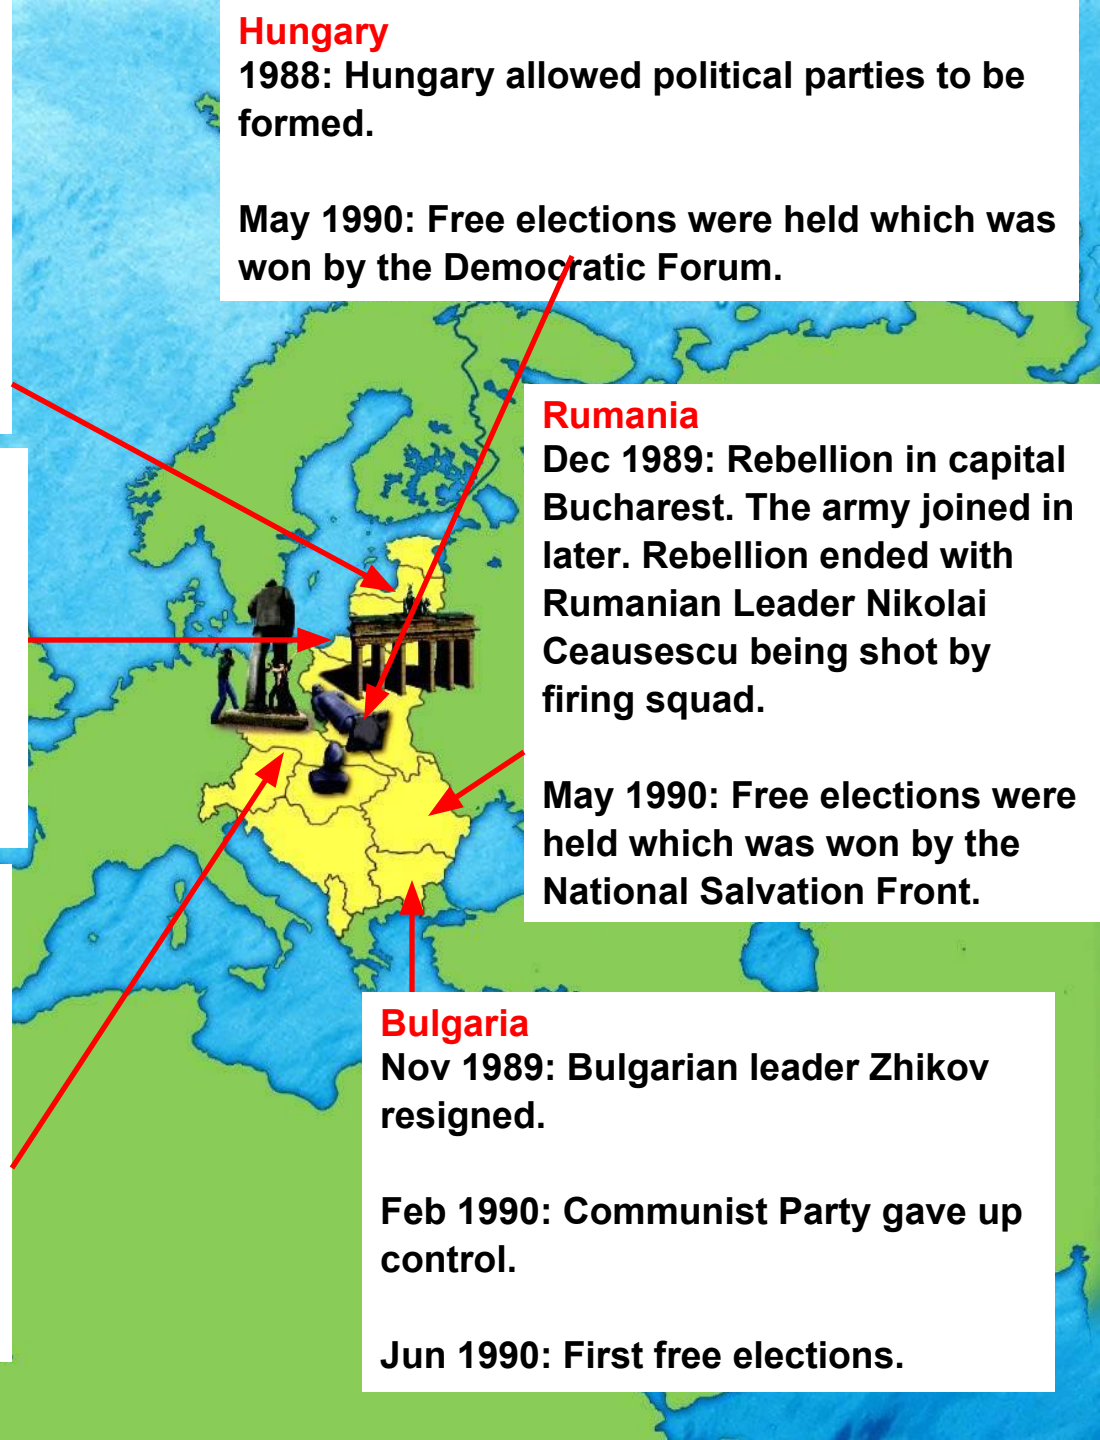 Hungary
1988: Hungary allowed political parties to be
formed.
May 1990: Free elections were held which was
won by the Democratic Forum.
Rumania
Dec 1989: Rebellion in capital
Bucharest. The army joined in
later. Rebellion ended with
Rumanian Leader Nikolai
Ceausescu being shot by
firing squad.
May 1990: Free elections were
held which was won by the
National Salvation Front.
Bulgaria
Nov 1989: Bulgarian leader Zhikov
resigned.
Feb 1990: Communist Party gave up
control.
Jun 1990: First free elections.